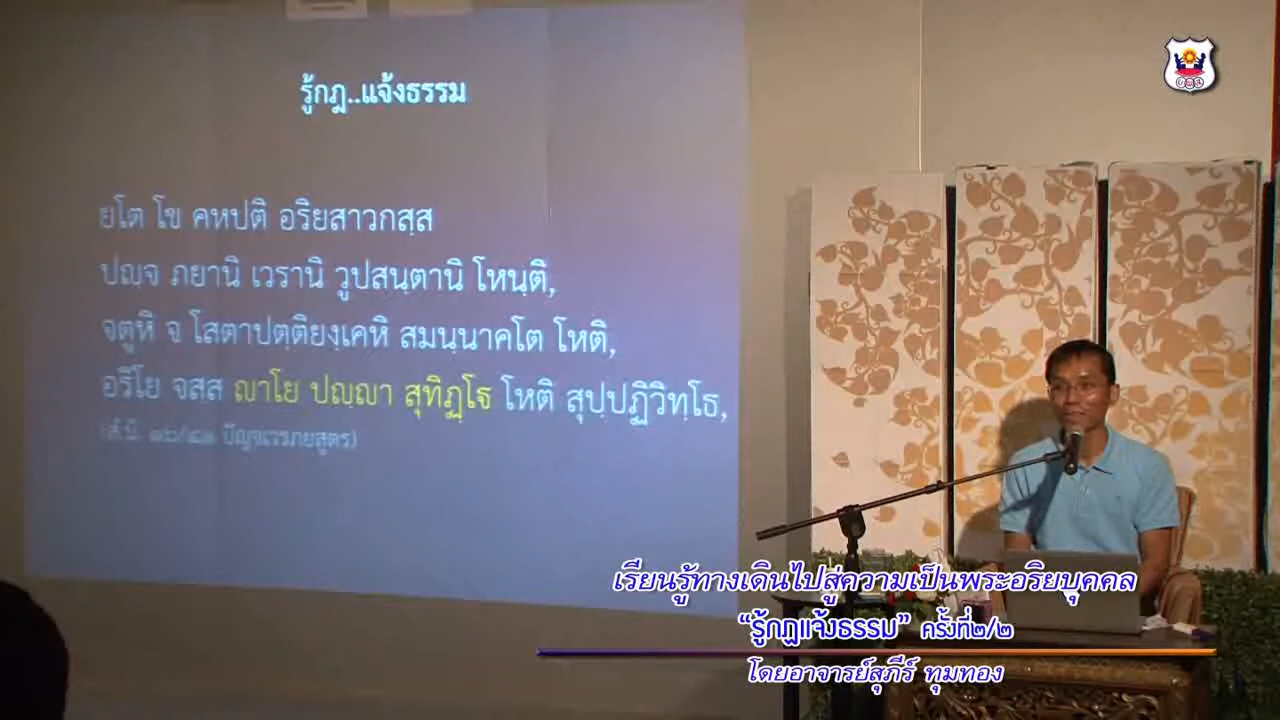 รู้กฎ..แจ้งธรรม
ยโต โข คหปติ อริยสาวกสฺส
ปญฺจ ภยานิ เวรานิ วูปสนฺตานิ โหนฺติ,
จตูหิ จ โสตาปตฺติยงฺเคหิ สมนฺนาคโต โหติ,
อรีโย จสฺส ญาโย ปญฺญา สุทิฏฺโฐ โหติ สุปฺปฏิวิทฺโธ,
(สํ.นิ. ๑๒/๔๑ ปัญจเวรภยสูตร)
เรียนรู้ทางเดินไปสู่ความเป็นพระอริยบุคคล
“รู้กฎแจ้งธรรม” ครั้งที่๒/๒
โดยอาจารย์สุภีร์ ทุมทอง